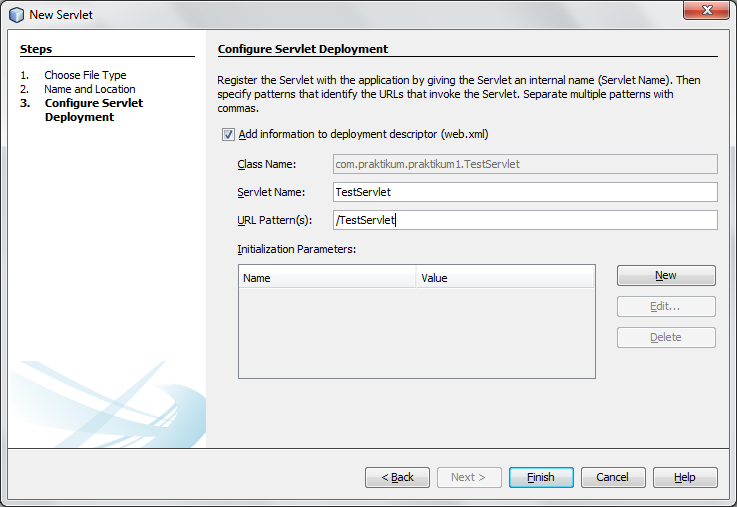 New Servlet
Steps
1. Choose File Type
2. Name and Location
3. Configure Servlet
Deployment
Configure Servlet Deployment
Register the Servlet with the application by giving the Servlet an internal name (Servlet Name). Then
specify patterns that identify the URLs that invoke the Servlet. Separate multiple patterns with
commas.
Add information to deployment descriptor (web.xml)
Class Name: com.praktikum.praktikum1.TestServlet
Servlet Name: TestServlet
URL Pattern(s): /TestServlet
Initialization Parameters:
Name Value
New
Edit...
Delete
< Back Next > Finish Cancel Help